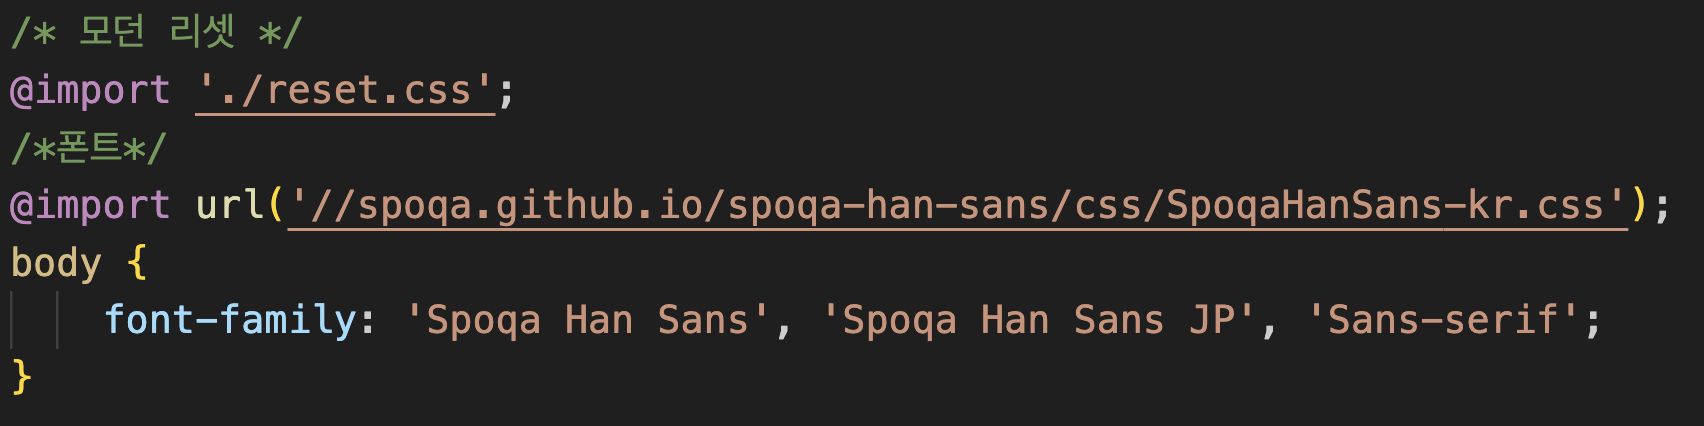 /* 모던 리셋 */
@import './reset.css';
/*폰트*/
@import url('//spoqa.github.io/spoqa-han-sans/css/SpoqaHanSans-kr.css');
body {
    font-family: 'Spoqa Han Sans', 'Spoqa Han Sans JP', 'Sans-serif';
}